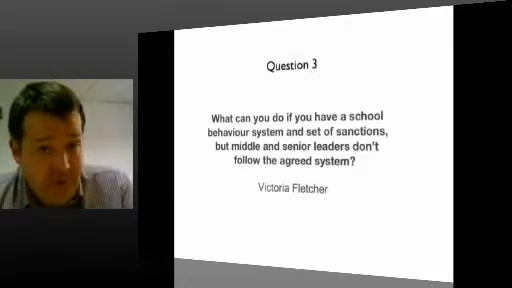 Question 3
What can you do if you have a school
behaviour system and set of sanctions,
but middle and senior leaders don't
follow the agreed system?
Victoria Fletcher